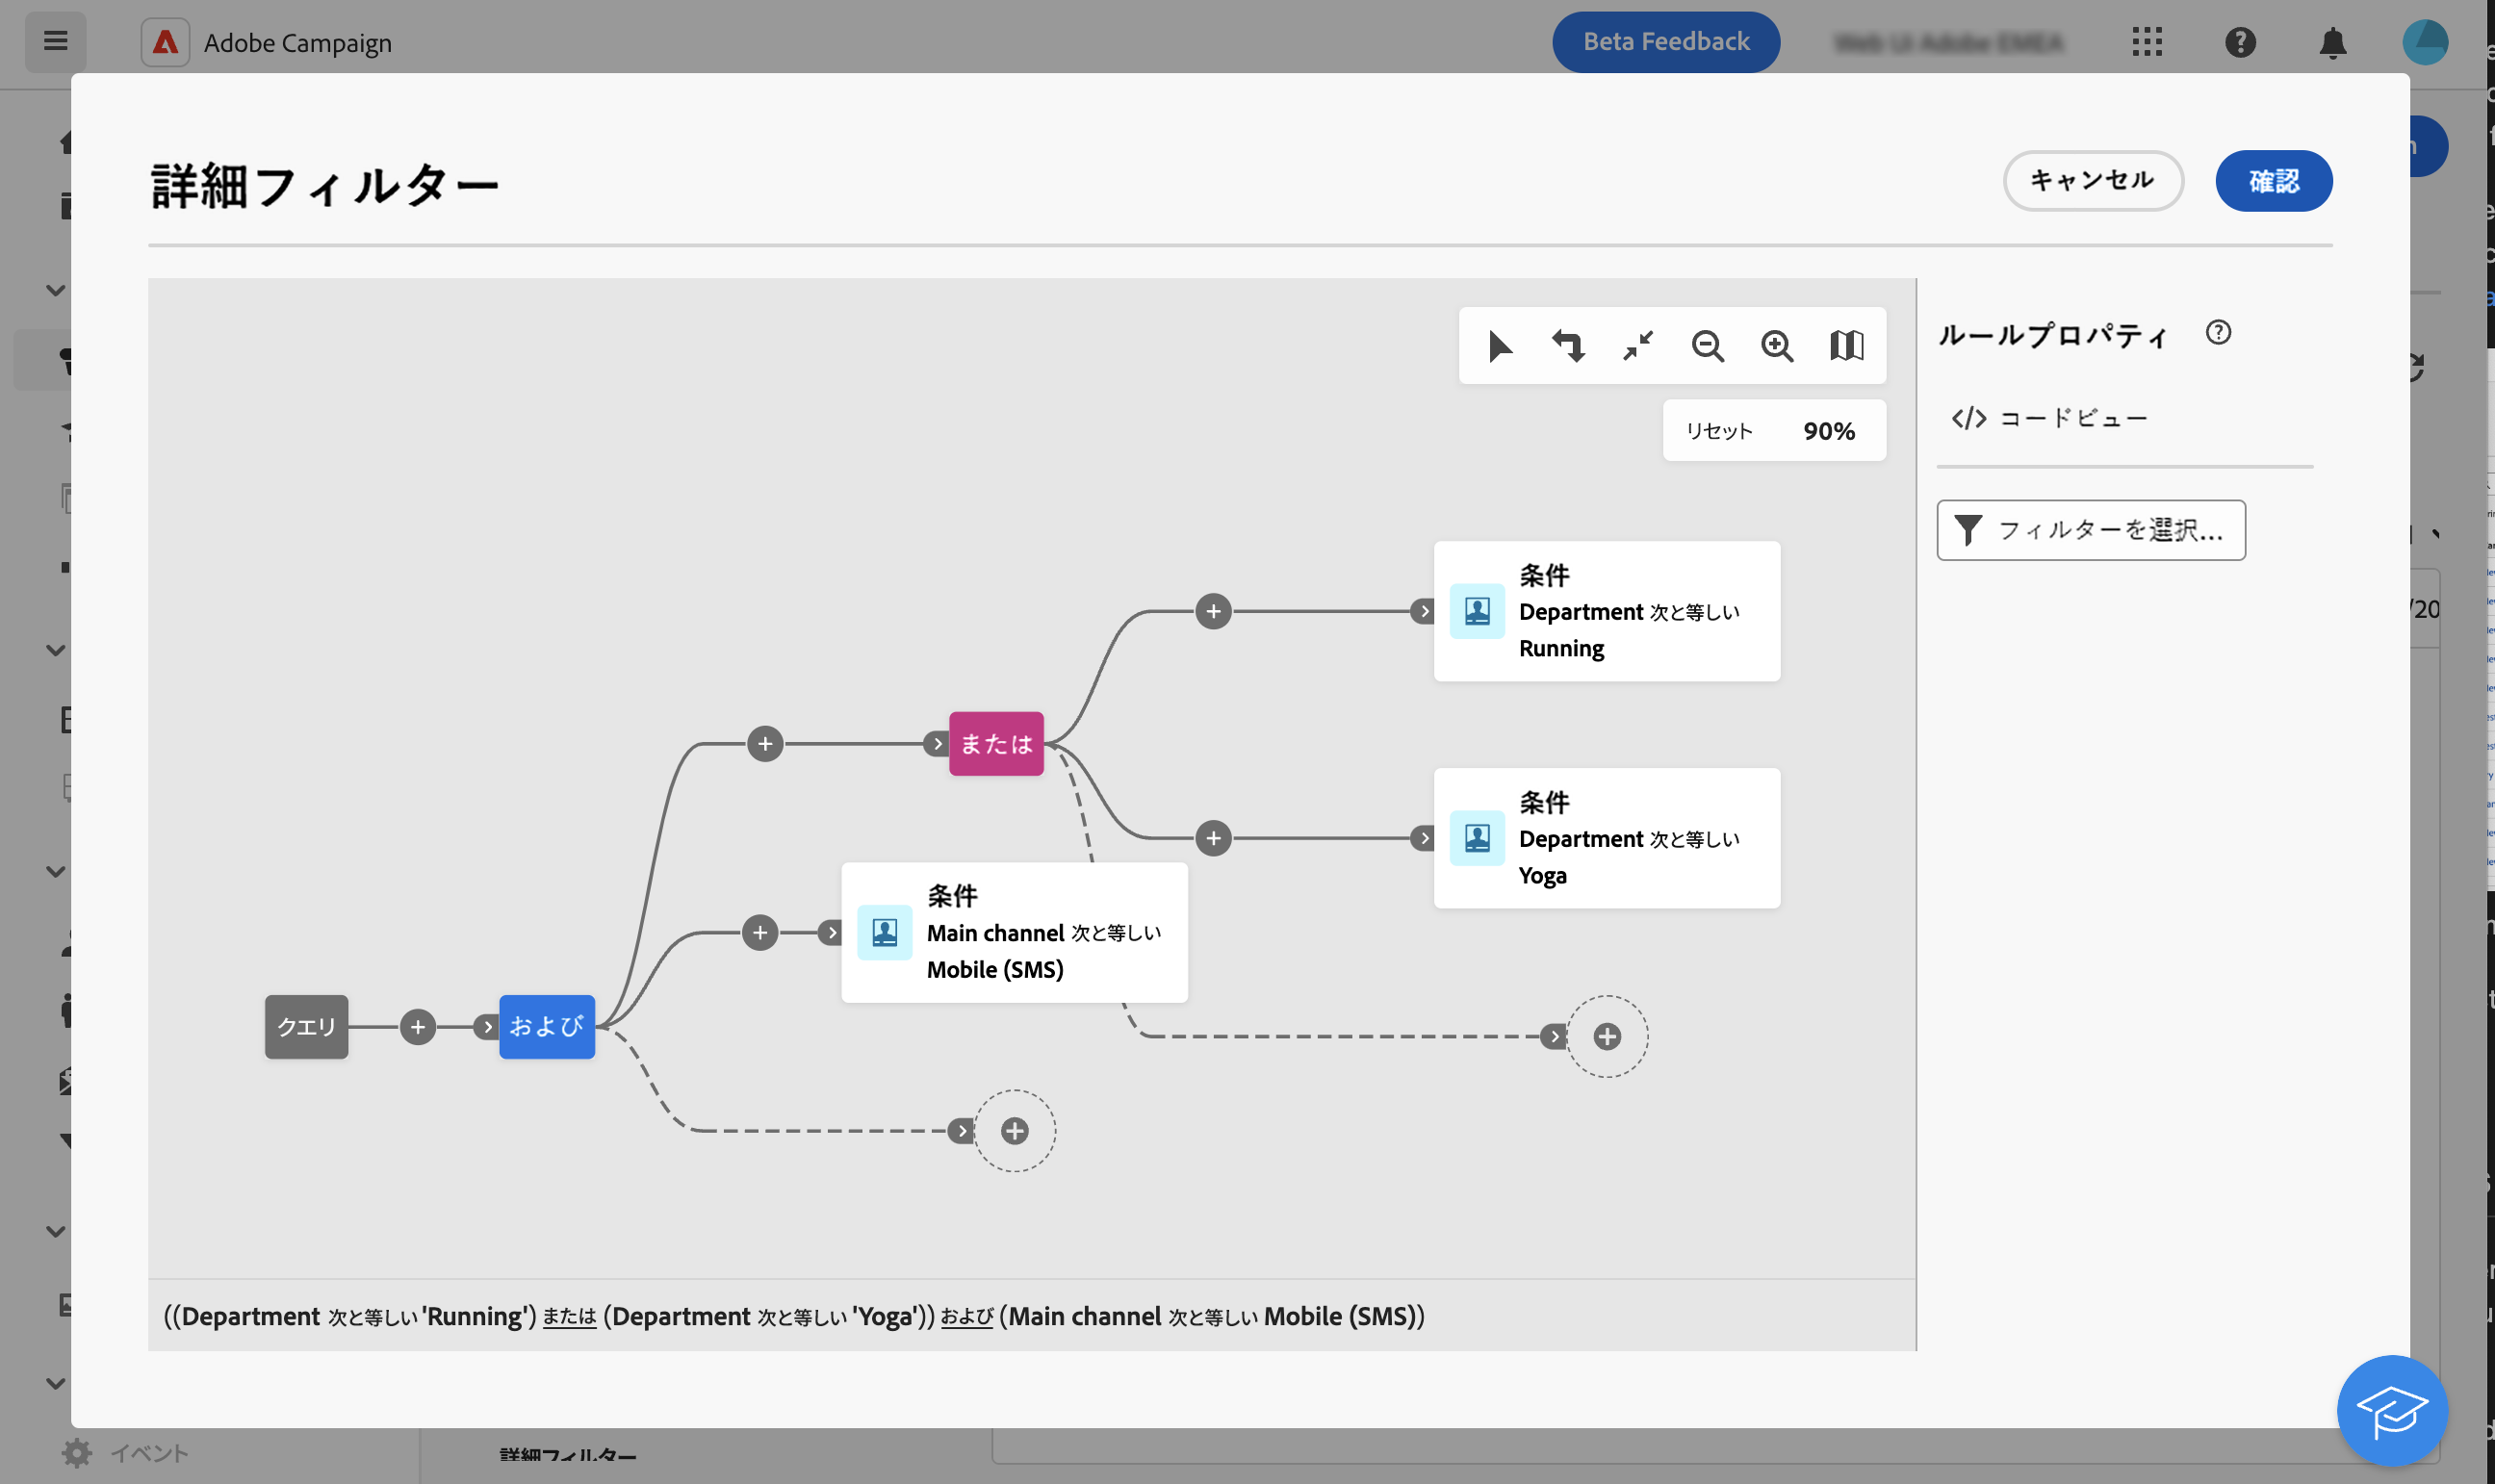 Adobe Campaign
Beta Feedback
詳細フィルター
キャンセル
確認
ルールプロパティ
コードビュー
リセット 90%
フィルターを選択...
条件
Department 次と等しい
Running
または
条件
Department 次と等しい
Yoga
条件
Main channel 次と等しい
Mobile (SMS)
クエリ
および
((Department 次と等しい 'Running') または (Department 次と等しい 'Yoga')) および (Main channel 次と等しい Mobile (SMS))
イベント
詳細フィルター